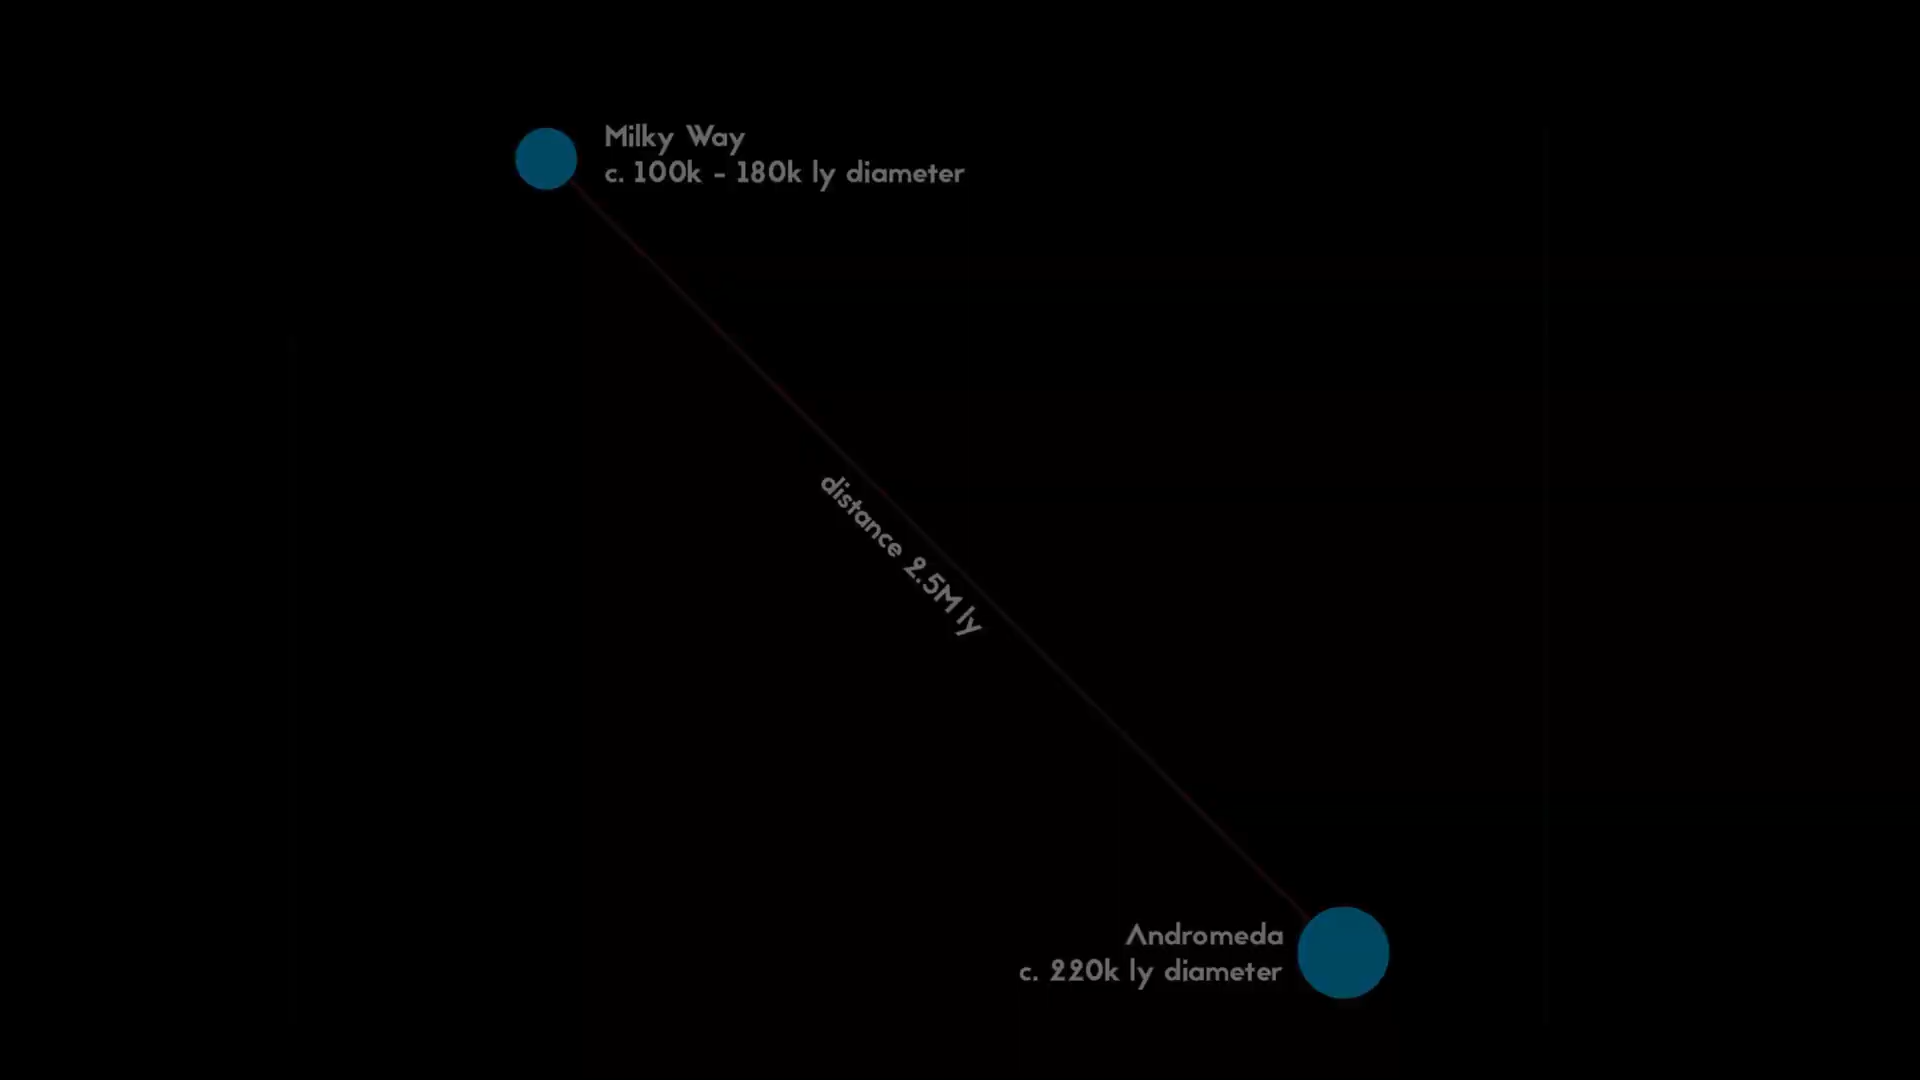 Milky Way
c. 100k - 180k ly diameter
distance 2.5M ly
Andromeda
c. 220k ly diameter